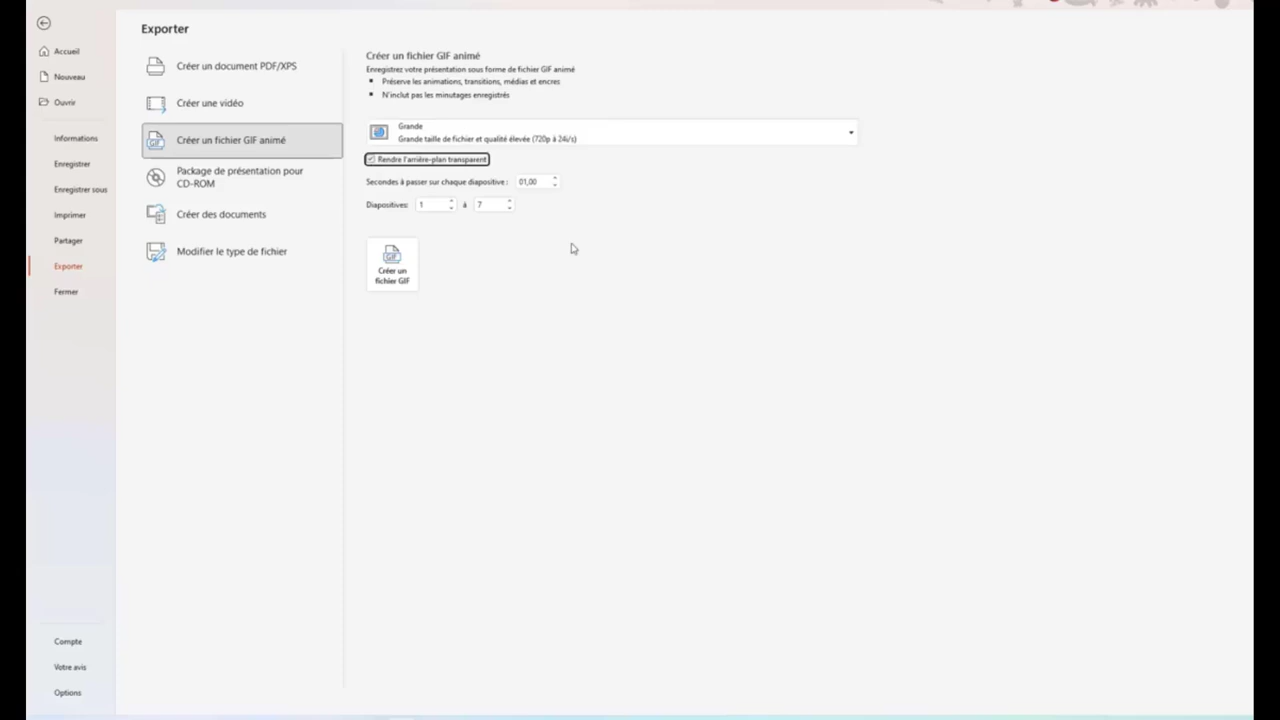 Exporter
Accueil
Nouveau
Ouvrir
Informations
Enregistrer
Enregistrer sous
Imprimer
Partager
Exporter
Fermer
Compte
Votre avis
Options
Créer un document PDF/XPS
Créer une vidéo
GIF
Créer un fichier GIF animé
Package de présentation pour
CD-ROM
Créer des documents
Modifier le type de fichier
Créer un fichier GIF animé
Enregistrez votre présentation sous forme de fichier GIF animé
Préserve les animations, transitions, médias et encres
N'inclut pas les minutages enregistrés
Grande
Grande taille de fichier et qualité élevée (720p à 24i/s)
Rendre l'arrière-plan transparent
Secondes à passer sur chaque diapositive : 01,00
Diapositives: 1 à 7
GIF
Créer un
fichier GIF